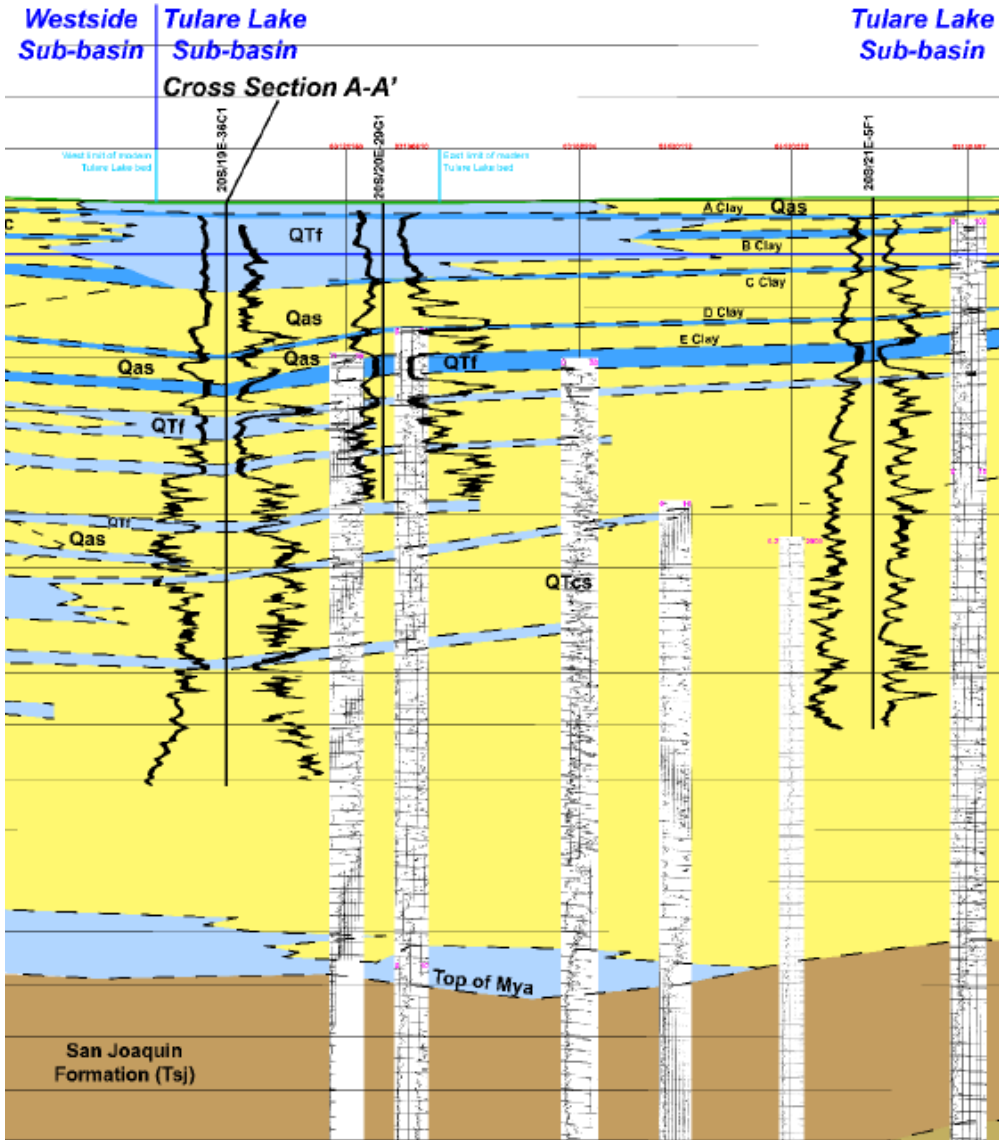 Westside
Sub-basin
Tulare Lake
Sub-basin
Tulare Lake
Sub-basin
Cross Section A-A'
20S/19E-36C1
20S/20E-29G1
20S/21E-5F1
West limit of modern
Tulare Lake bed
East limit of modern
Tulare Lake bed
C
QTf
A Clay
Qas
B Clay
C Clay
D Clay
E Clay
Qas
Qas
Qas
QTf
QTf
QTf
Qas
QTcs
Top of Mya
San Joaquin
Formation (Tsj)